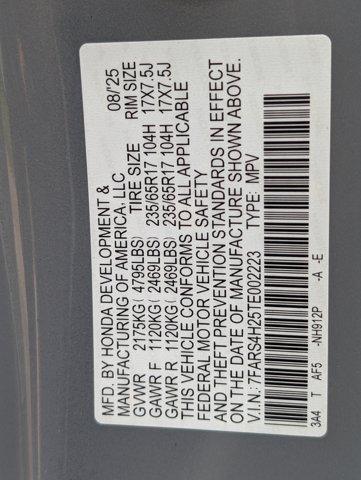 MFD. BY HONDA DEVELOPMENT &
MANUFACTURING OF AMERICA, LLC 08/'25
GVWR 2175KG ( 4795LBS) TIRE SIZE RIM SIZE
GAWR F 1120KG ( 2469LBS) 235/65R17 104H 17X7.5J
GAWR R 1120KG ( 2469LBS) 235/65R17 104H 17X7.5J
THIS VEHICLE CONFORMS TO ALL APPLICABLE
FEDERAL MOTOR VEHICLE SAFETY
AND THEFT PREVENTION STANDARDS IN EFFECT
ON THE DATE OF MANUFACTURE SHOWN ABOVE.
V.I.N: 7FARS4H25TE002223 TYPE: MPV
3A4 T AF5 -NH912P -A -E